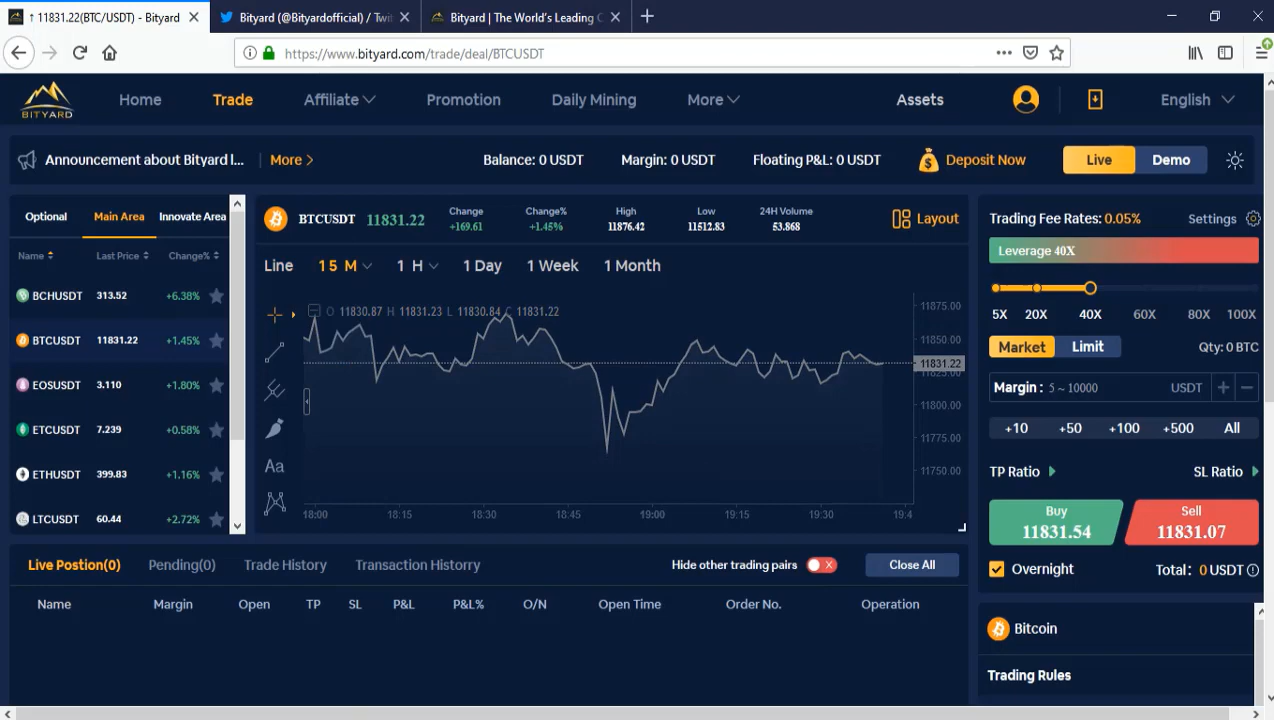 ↑ 11831.22(BTC/USDT) - Bityard
Bityard (@Bityardofficial) / Twi
Bityard | The World's Leading C
https://www.bityard.com/trade/deal/BTCUSDT
BITYARD
Home
Trade
Affiliate
Promotion
Daily Mining
More
Assets
English
Announcement about Bityard l...
More >
Balance: 0 USDT
Margin: 0 USDT
Floating P&L: 0 USDT
Deposit Now
Live
Demo
Optional
Main Area
Innovate Area
Name
Last Price
Change%
BCHUSDT 313.52 +6.38%
BTCUSDT 11831.22 +1.45%
EOSUSDT 3.110 +1.80%
ETCUSDT 7.239 +0.58%
ETHUSDT 399.83 +1.16%
LTCUSDT 60.44 +2.72%
BTCUSDT 11831.22
Change
+169.61
Change%
+1.45%
High
11876.42
Low
11512.83
24H Volume
53.868
Layout
Line
15 M
1 H
1 Day
1 Week
1 Month
O 11830.87 H 11831.23 L 11830.84 C 11831.22
Aa
11875.00
11850.00
11831.22
11825.00
11800.00
11775.00
11750.00
18:00 18:15 18:30 18:45 19:00 19:15 19:30 19:4
Trading Fee Rates: 0.05%
Settings
Leverage 40X
5X 20X 40X 60X 80X 100X
Market
Limit
Qty: 0 BTC
Margin : 5 ~ 10000 USDT + −
+10 +50 +100 +500 All
TP Ratio
SL Ratio
Buy
11831.54
Sell
11831.07
Overnight
Total: 0 USDT
Bitcoin
Trading Rules
Live Postion(0)
Pending(0)
Trade History
Transaction Historry
Hide other trading pairs
Close All
Name Margin Open TP SL P&L P&L% O/N Open Time Order No. Operation